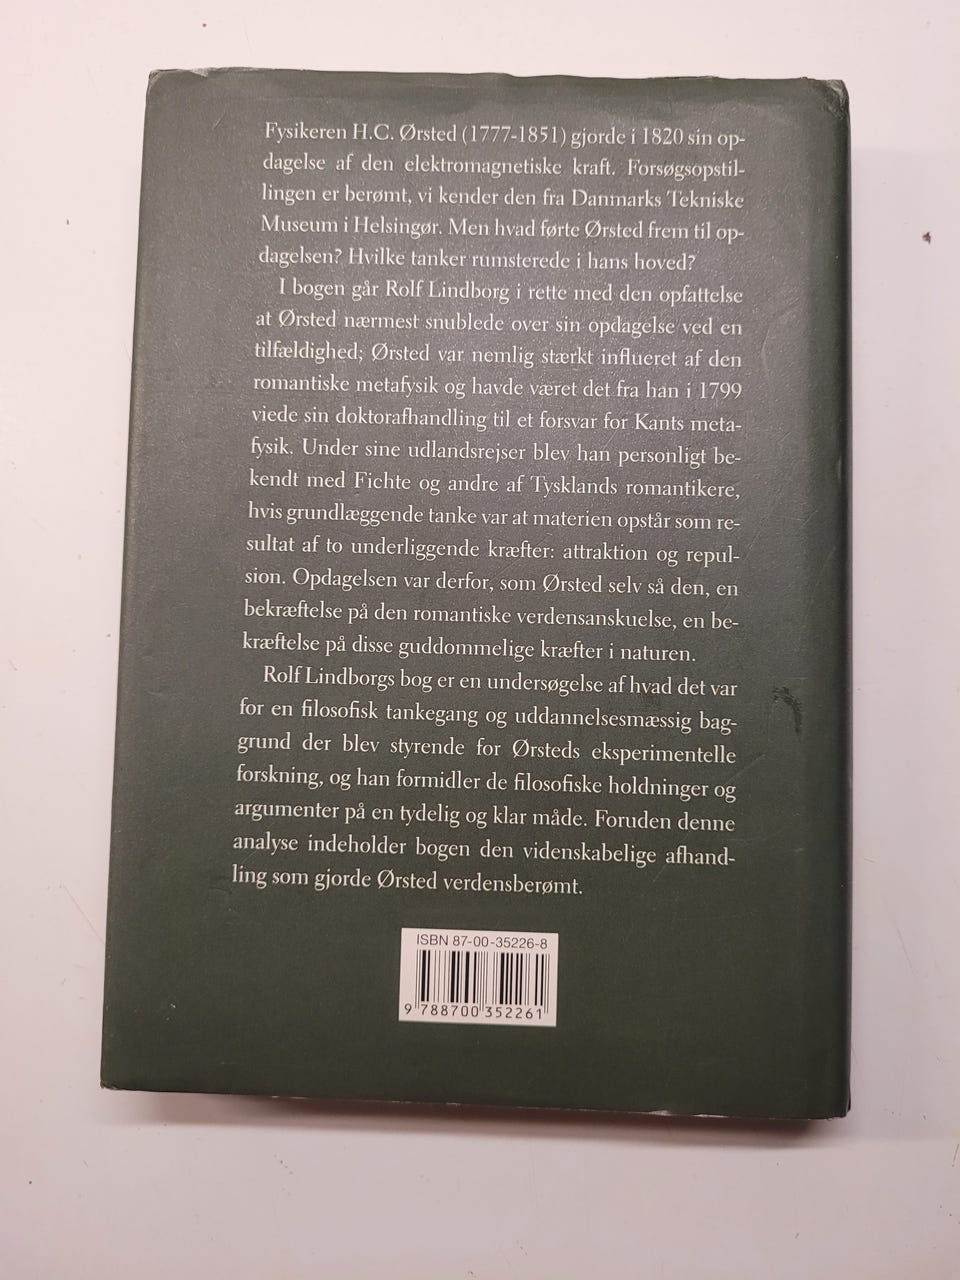 Fysikeren H.C. Ørsted (1777-1851) gjorde i 1820 sin op-
dagelse af den elektromagnetiske kraft. Forsøgsopstil-
lingen er berømt, vi kender den fra Danmarks Tekniske
Museum i Helsingør. Men hvad førte Ørsted frem til op-
dagelsen? Hvilke tanker rumsterede i hans hoved?
I bogen går Rolf Lindborg i rette med den opfattelse
at Ørsted nærmest snublede over sin opdagelse ved en
tilfældighed; Ørsted var nemlig stærkt influeret af den
romantiske metafysik og havde været det fra han i 1799
viede sin doktorafhandling til et forsvar for Kants meta-
fysik. Under sine udlandsrejser blev han personligt be-
kendt med Fichte og andre af Tysklands romantikere,
hvis grundlæggende tanke var at materien opstår som re-
sultat af to underliggende kræfter: attraktion og repul-
sion. Opdagelsen var derfor, som Ørsted selv så den, en
bekræftelse på den romantiske verdensanskuelse, en be-
kræftelse på disse guddommelige kræfter i naturen.
Rolf Lindborgs bog er en undersøgelse af hvad det var
for en filosofisk tankegang og uddannelsesmæssig bag-
grund der blev styrende for Ørsteds eksperimentelle
forskning, og han formidler de filosofiske holdninger og
argumenter på en tydelig og klar måde. Foruden denne
analyse indeholder bogen den videnskabelige afhand-
ling som gjorde Ørsted verdensberømt.
ISBN 87-00-35226-8
9 788700 352261